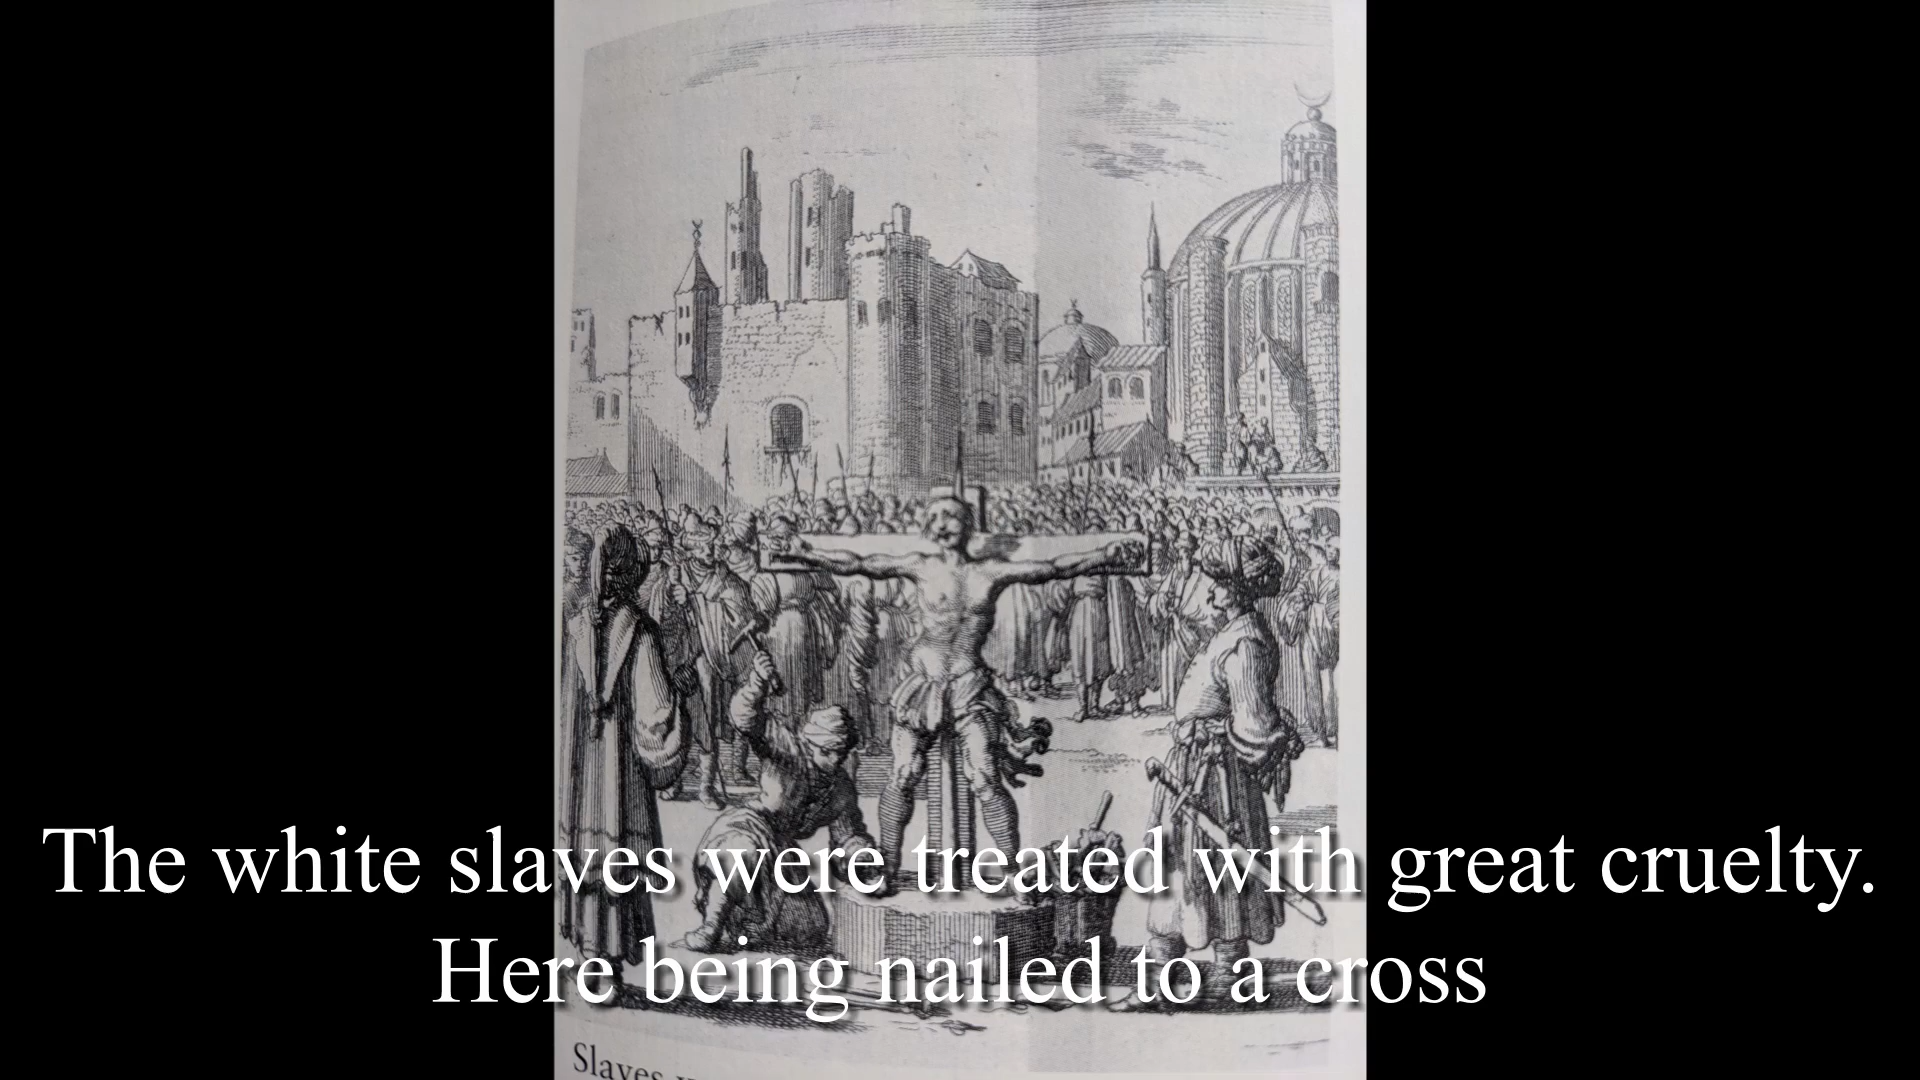 The white slaves were treated with great cruelty.
Here being nailed to a cross
Slaves